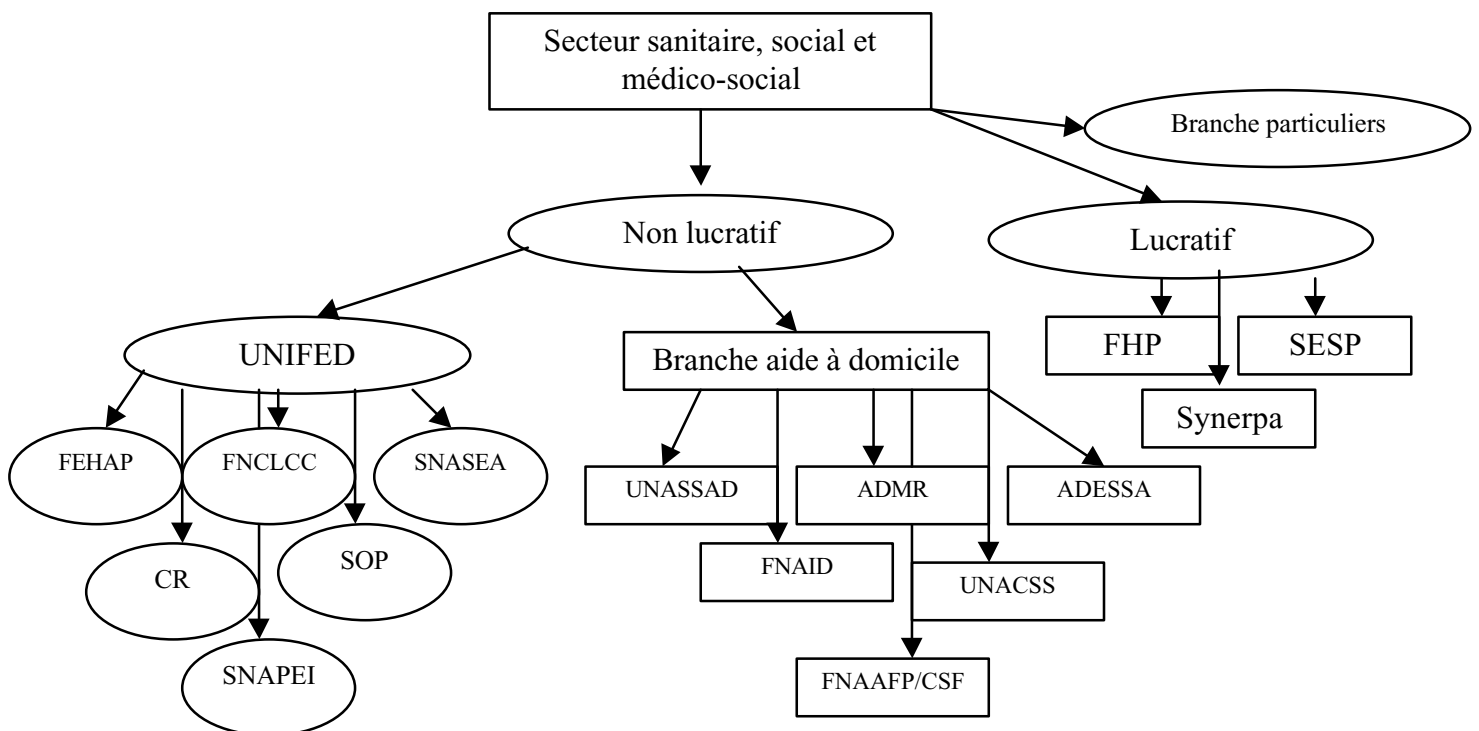 Secteur sanitaire, social et
médico-social
Branche particuliers
Non lucratif
Lucratif
UNIFED
Branche aide à domicile
FHP
SESP
Synerpa
FEHAP
FNCLCC
SNASEA
UNASSAD
ADMR
ADESSA
CR
SOP
FNAID
UNACSS
SNAPEI
FNAAFP/CSF